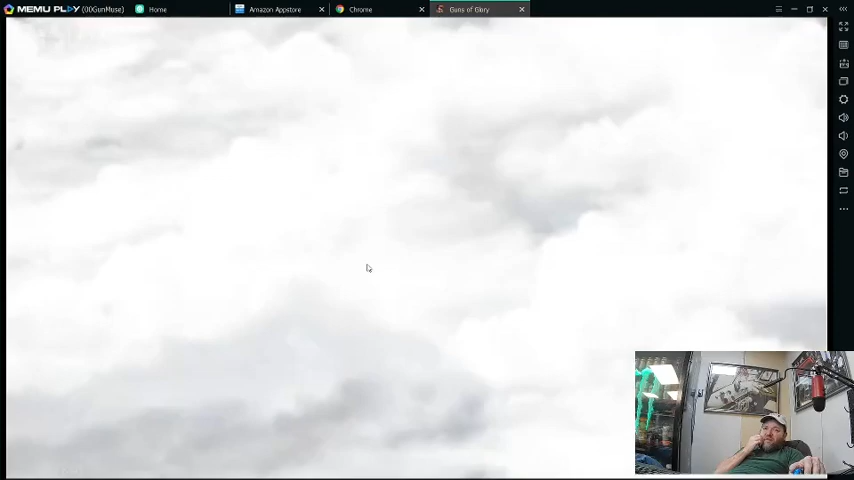 MEMU PLAY (00GunMuse)
Home
Amazon Appstore
Chrome
Guns of Glory